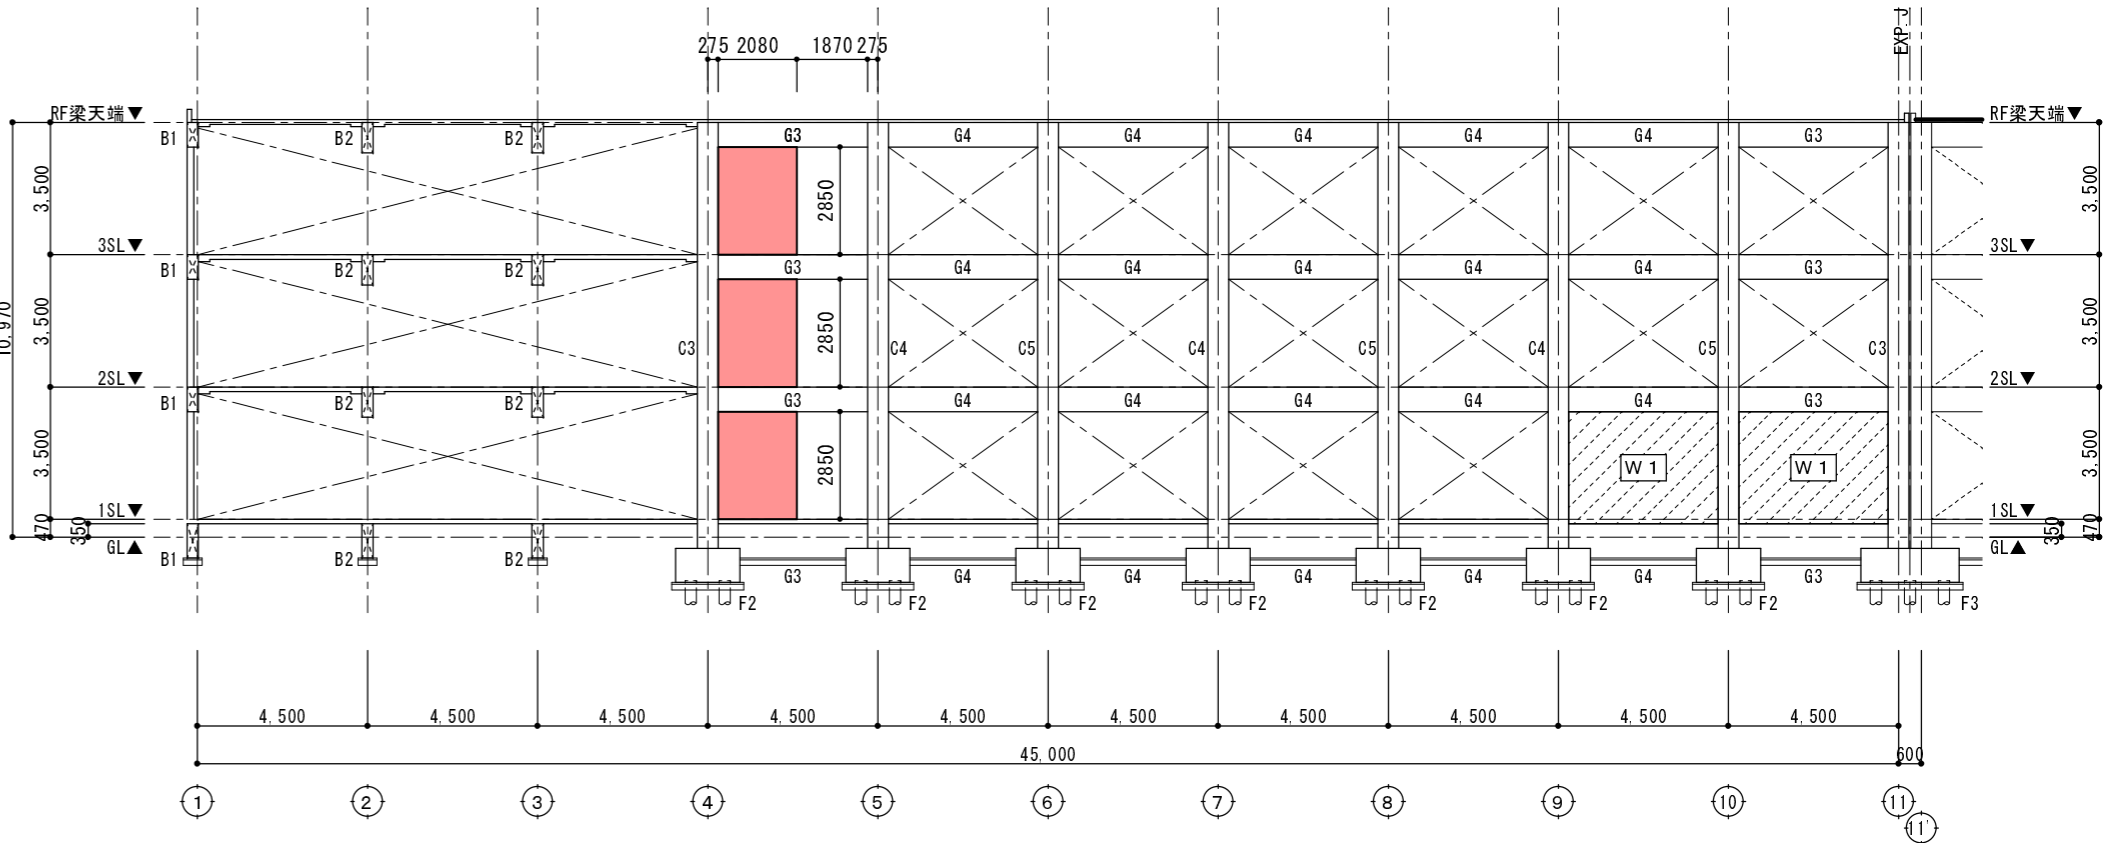 EXP.J
275 2080 1870 275
RF梁天端▼ RF梁天端▼
B1 B2 B2 G3 G4 G4 G4 G4 G4 G3
3,500 2850 3,500
3SL▼ 3SL▼
B1 B2 B2 G3 G4 G4 G4 G4 G4 G3
10,970 3,500 2850 3,500
C3 C4 C5 C4 C5 C4 C5 C3
2SL▼ 2SL▼
B1 B2 B2 G3 G4 G4 G4 G4 G4 G3
3,500 2850 W 1 W 1 3,500
1SL▼ 1SL▼
470 350 350 470
GL▲ GL▲
B1 B2 B2 G3 G4 G4 G4 G4 G4 G3
F2 F2 F2 F2 F2 F2 F2 F3
4,500 4,500 4,500 4,500 4,500 4,500 4,500 4,500 4,500 4,500
45,000 600
1 2 3 4 5 6 7 8 9 10 11
11'